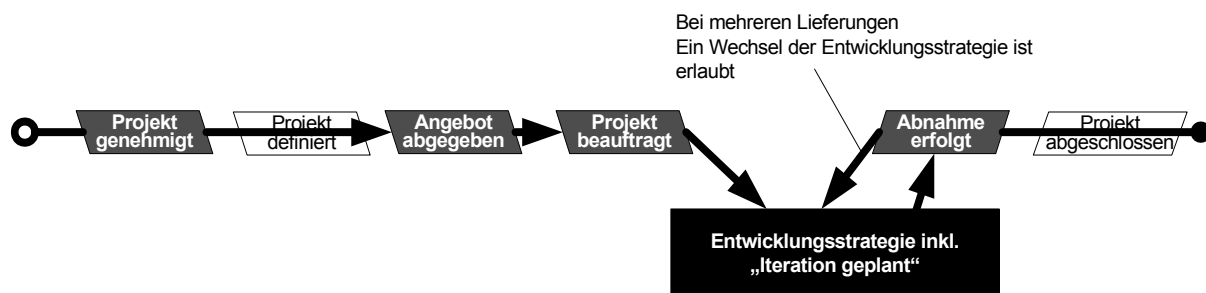 Bei mehreren Lieferungen
Ein Wechsel der Entwicklungsstrategie ist
erlaubt
Projekt
genehmigt
Projekt
definiert
Angebot
abgegeben
Projekt
beauftragt
Abnahme
erfolgt
Projekt
abgeschlossen
Entwicklungsstrategie inkl.
„Iteration geplant“